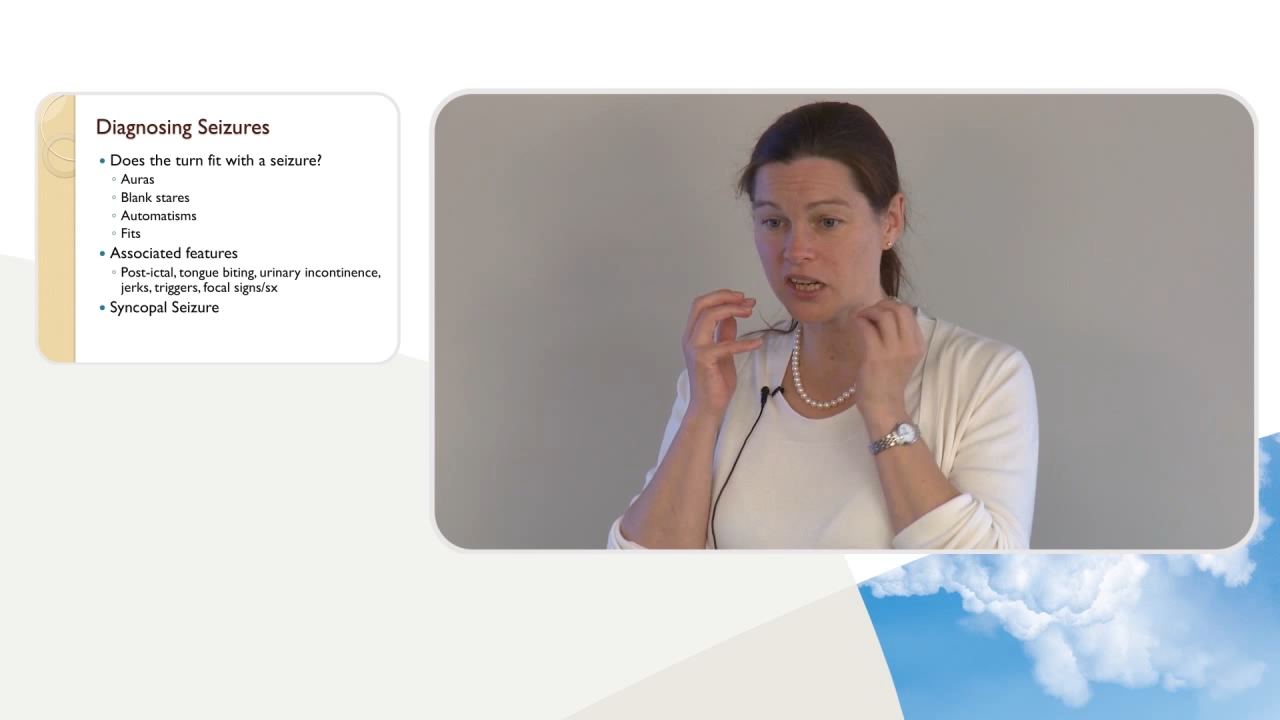 Diagnosing Seizures
• Does the turn fit with a seizure?
◦ Auras
◦ Blank stares
◦ Automatisms
◦ Fits
• Associated features
◦ Post-ictal, tongue biting, urinary incontinence,
jerks, triggers, focal signs/sx
• Syncopal Seizure